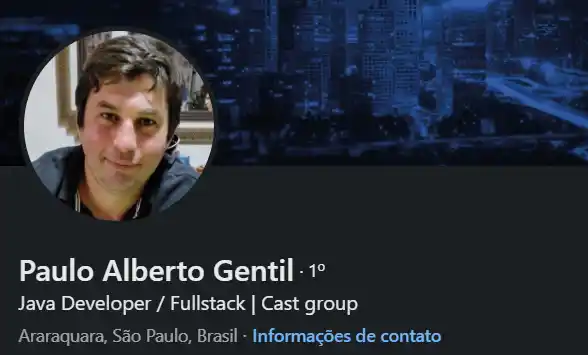 Paulo Alberto Gentil · 1º
Java Developer / Fullstack | Cast group
Araraquara, São Paulo, Brasil · Informações de contato